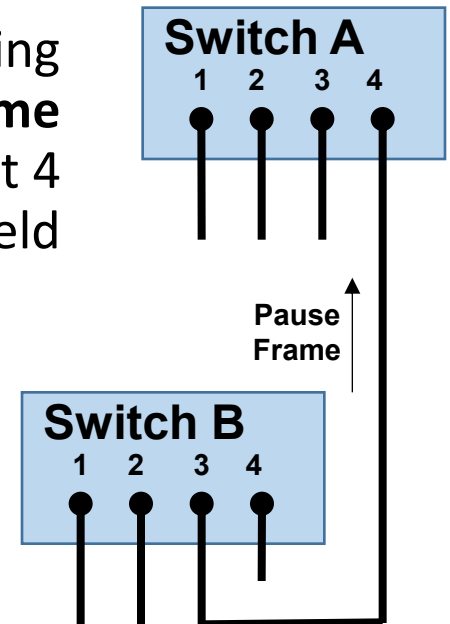 ing
me
t 4
eld
Switch A
1 2 3 4
Pause
Frame
Switch B
1 2 3 4